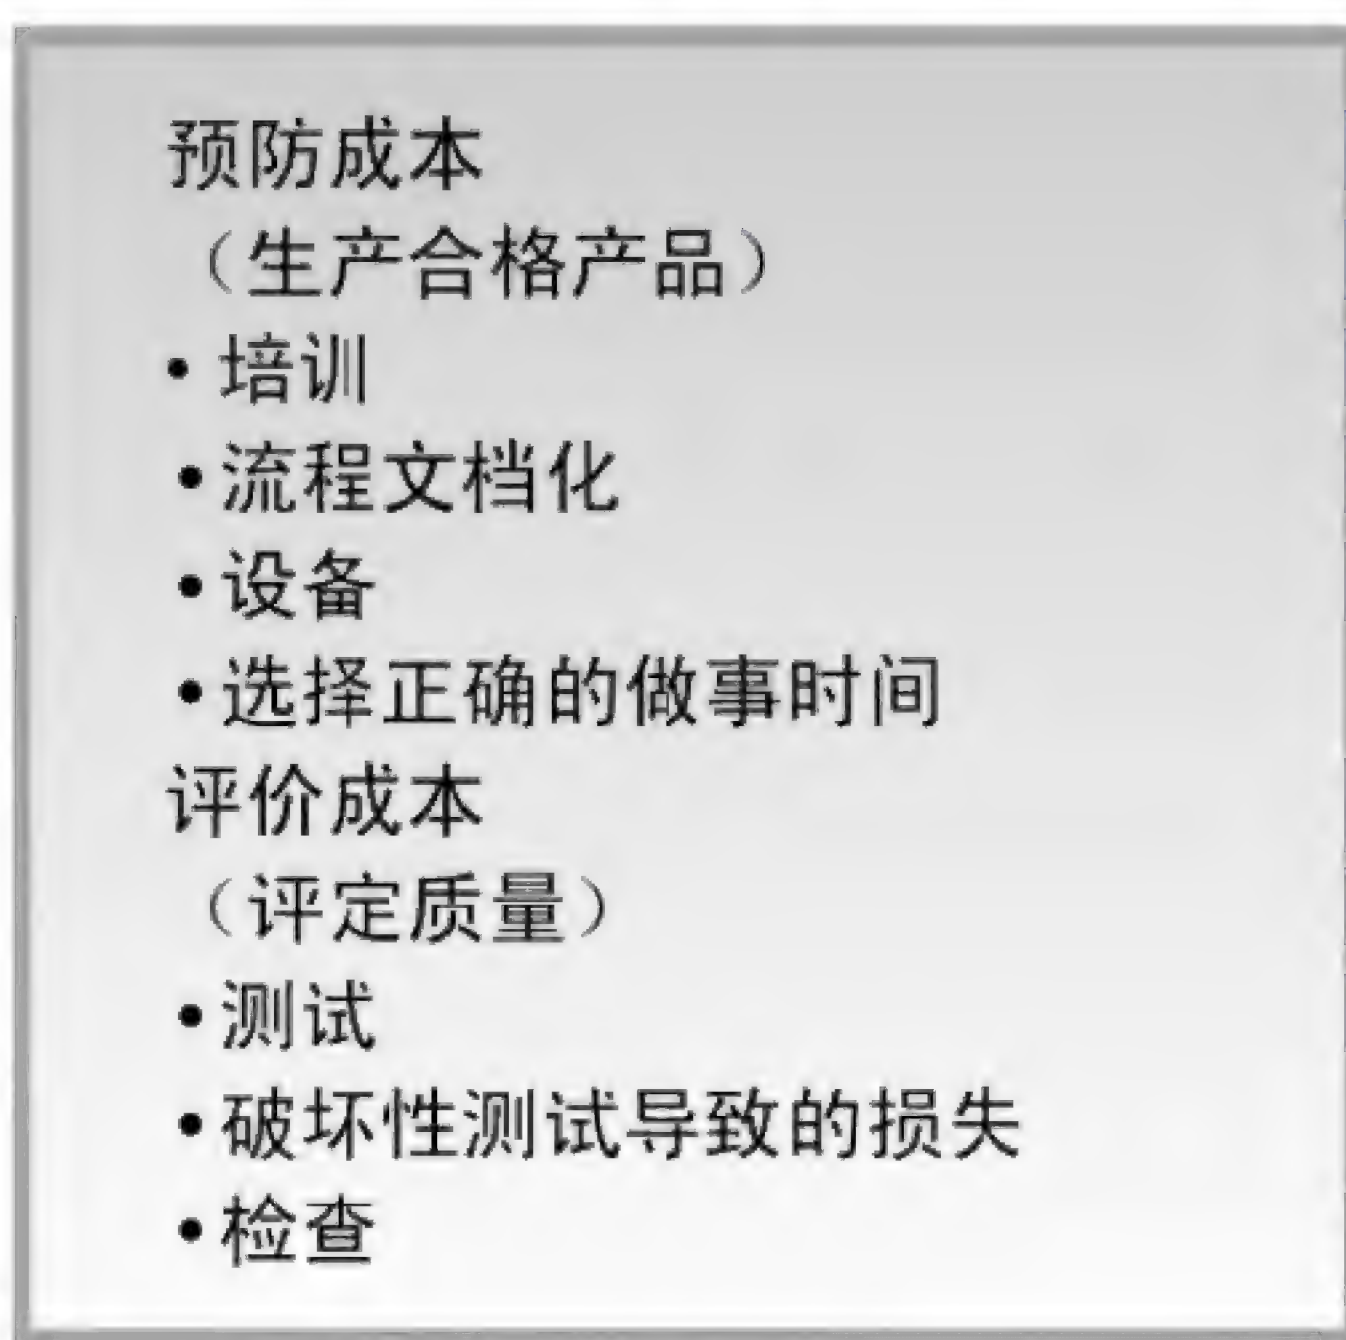 预防成本
（生产合格产品）
• 培训
•流程文档化
•设备
•选择正确的做事时间
评价成本
（评定质量）
•测试
•破坏性测试导致的损失
•检查